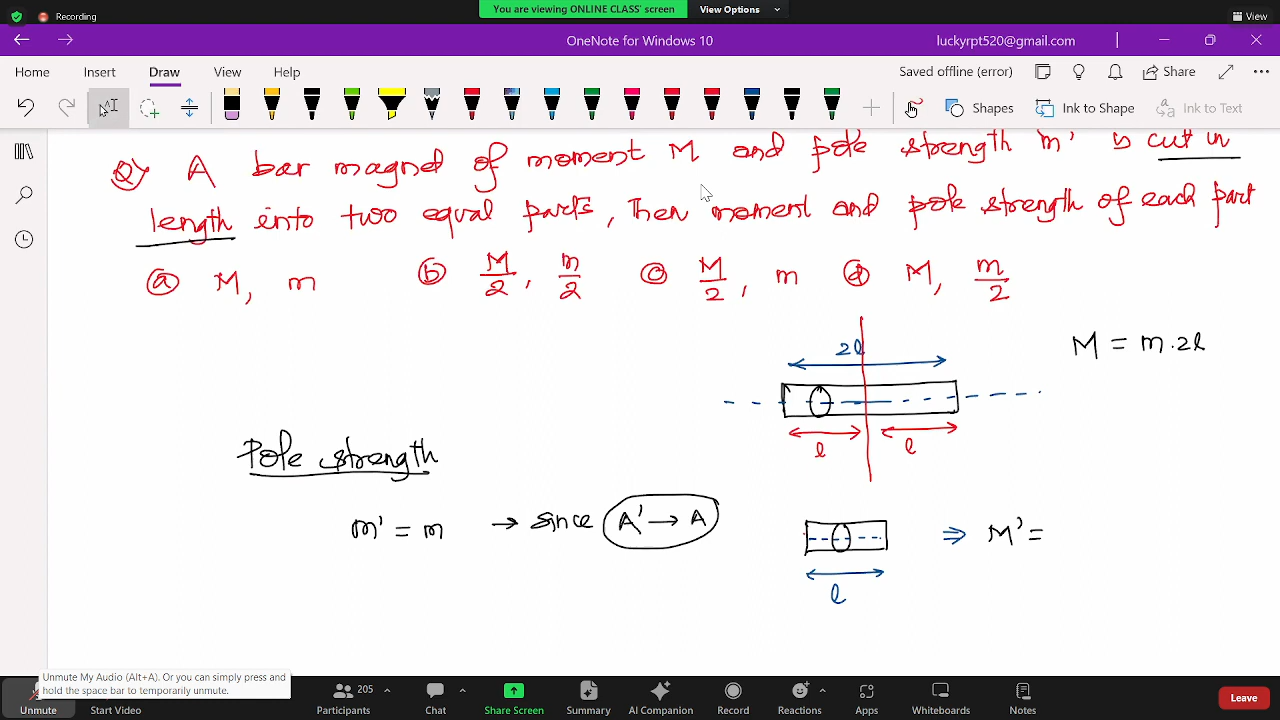 You are viewing ONLINE CLASS' screen
View Options
Recording
View
OneNote for Windows 10
luckyrpt520@gmail.com
Home
Insert
Draw
View
Help
Saved offline (error)
Share
Shapes
Ink to Shape
Ink to Text
Q) A bar magnet of moment M and pole strength 'm' is cut in
length into two equal parts, Then moment and pole strength of each part
a M, m
b M/2, m/2
c M/2, m
d M, m/2
2l
M = m.2l
l
l
Pole strength
m' = m → since A' → A
⇒ M' =
l
Unmute My Audio (Alt+A). Or you can simply press and
hold the space bar to temporarily unmute.
Unmute
Start Video
205
Participants
Chat
Share Screen
Summary
AI Companion
Record
Reactions
Apps
Whiteboards
Notes
Leave